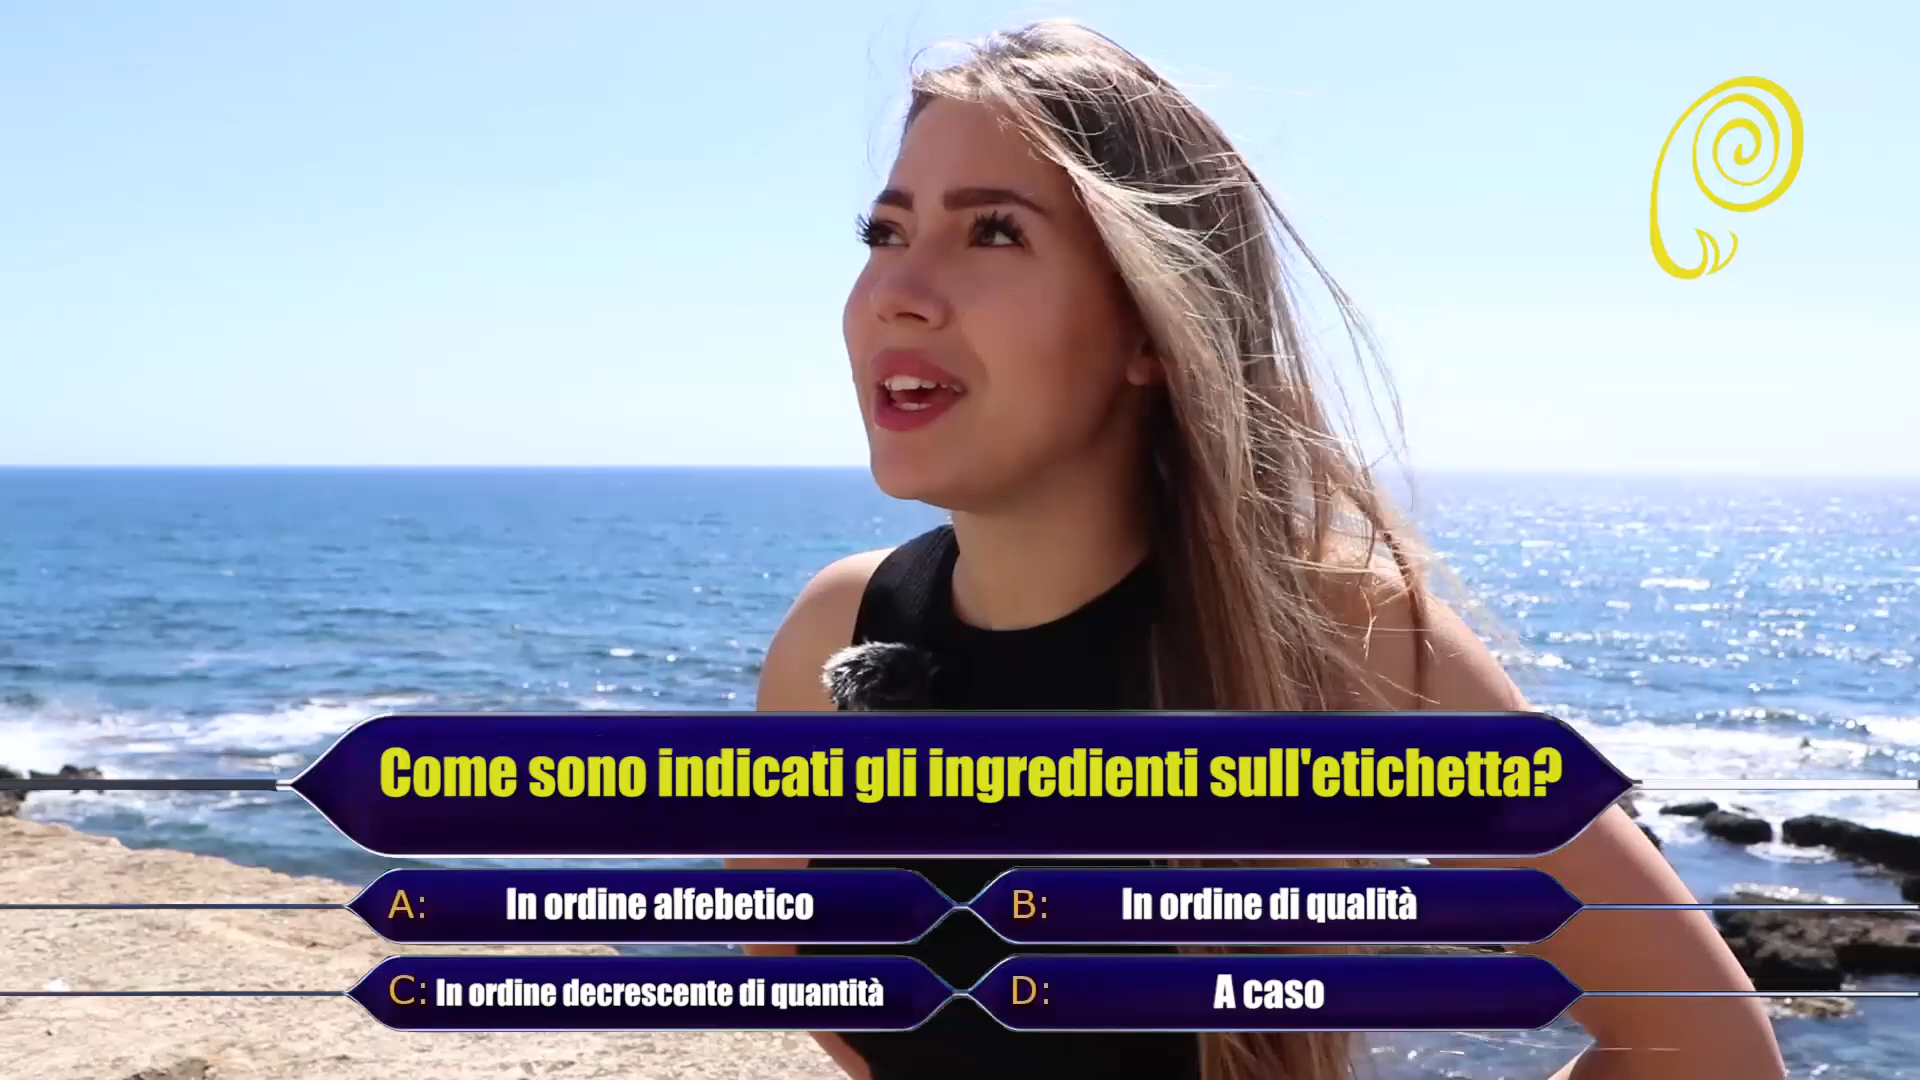 Come sono indicati gli ingredienti sull'etichetta?
A: In ordine alfebetico
B: In ordine di qualità
C: In ordine decrescente di quantità
D: A caso